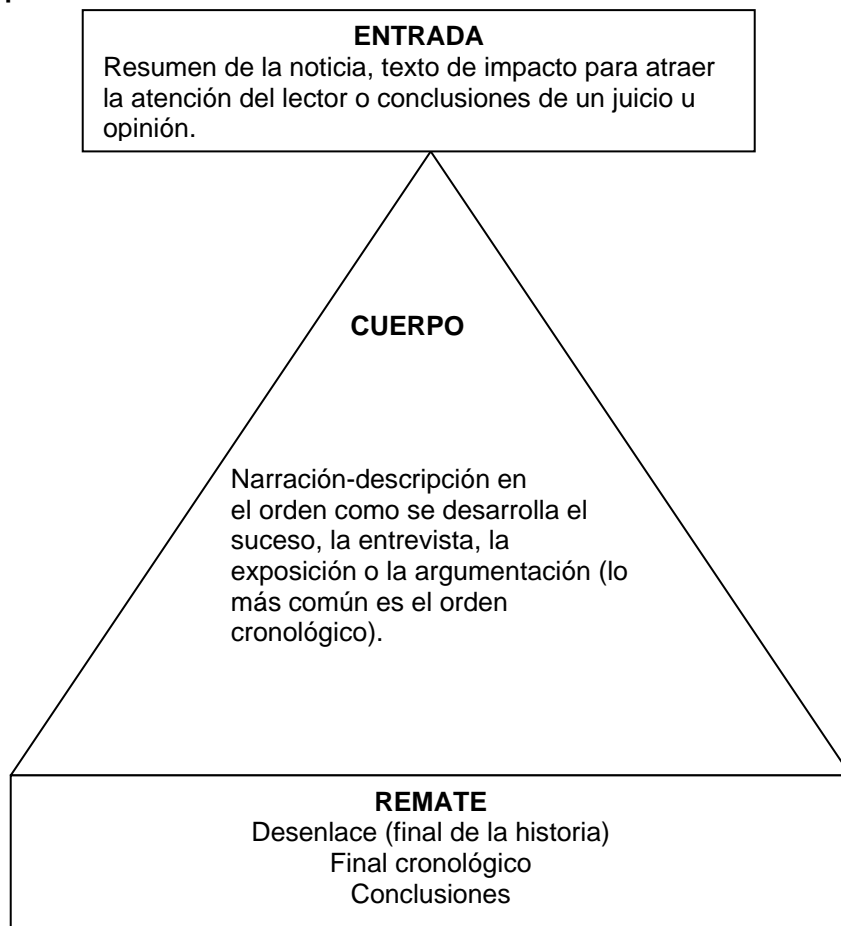 ENTRADA
Resumen de la noticia, texto de impacto para atraer
la atención del lector o conclusiones de un juicio u
opinión.
CUERPO
Narración-descripción en
el orden como se desarrolla el
suceso, la entrevista, la
exposición o la argumentación (lo
más común es el orden
cronológico).
REMATE
Desenlace (final de la historia)
Final cronológico
Conclusiones